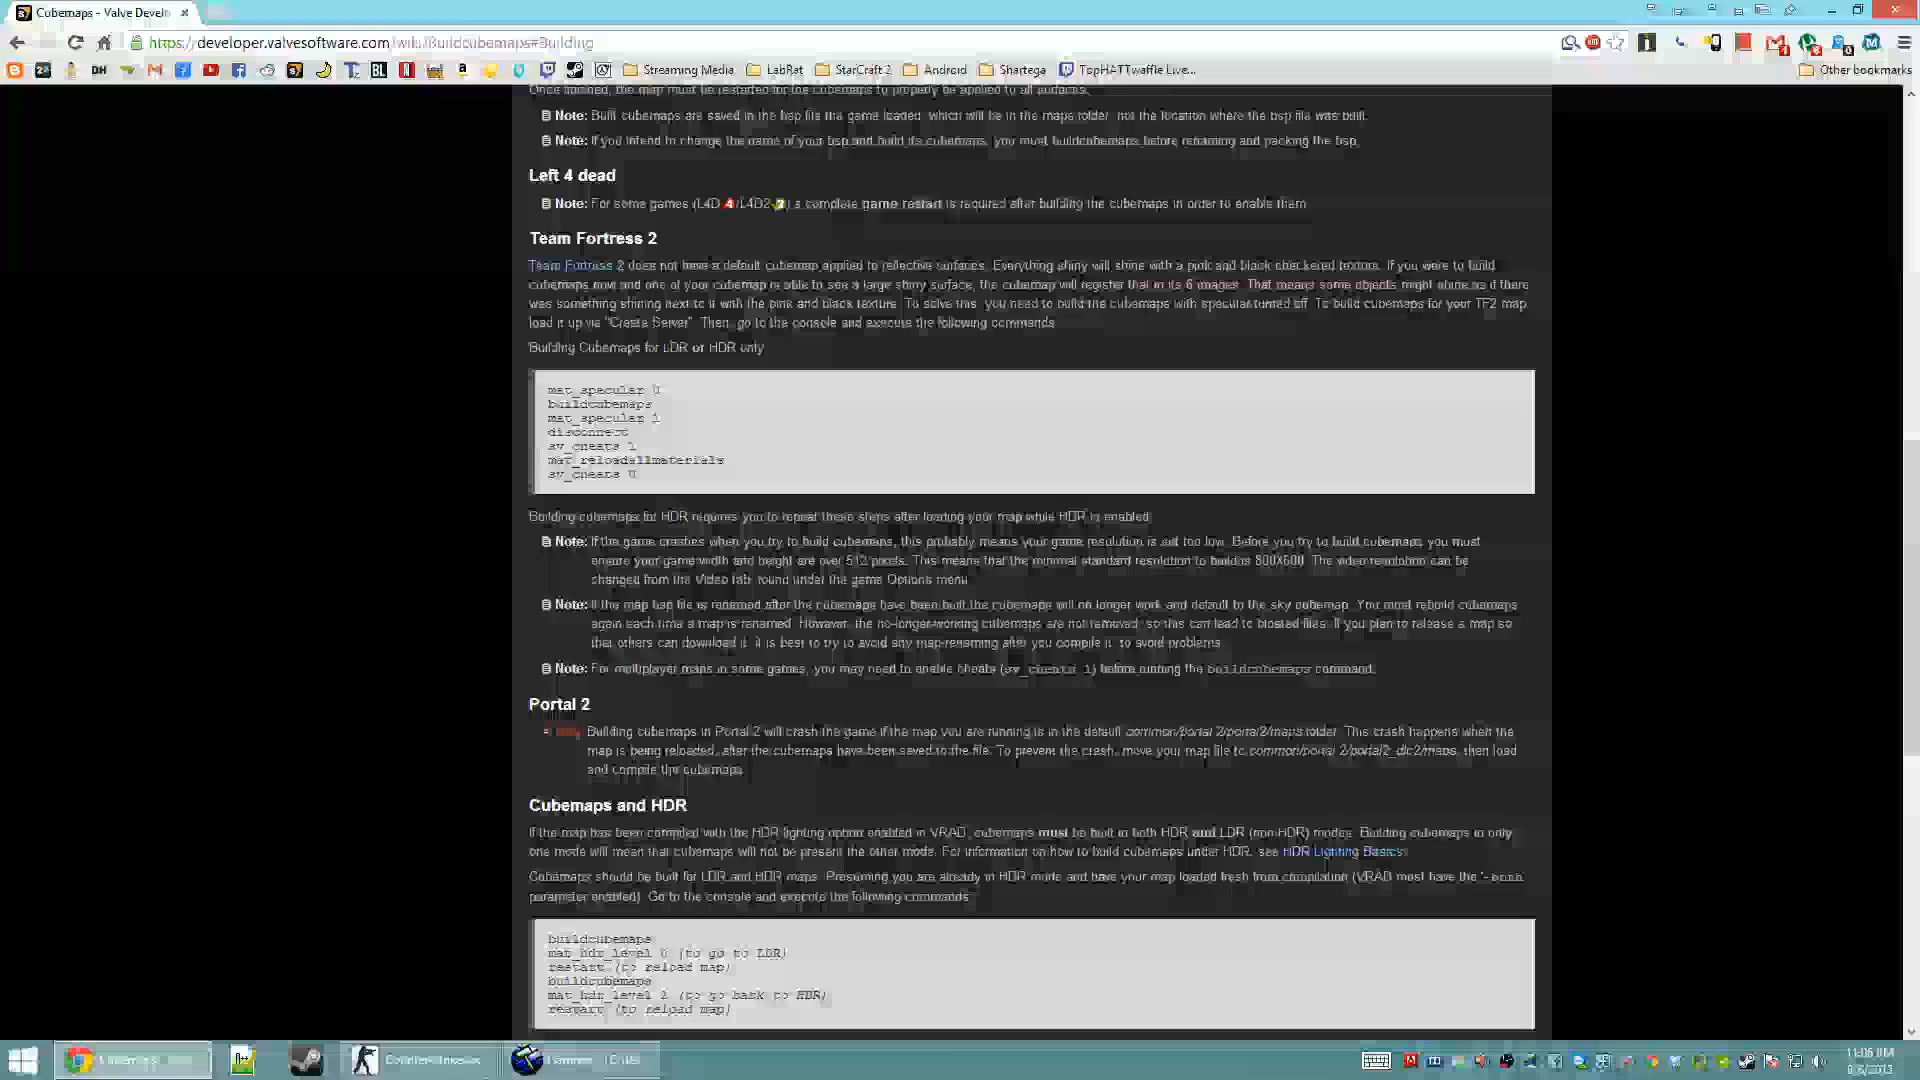 Cubemaps - Valve Develo
https://developer.valvesoftware.com/wiki/Buildcubemaps#Building
DH
BL
Streaming Media
LabRat
StarCraft 2
Android
Shartega
TopHATTwaffle Live...
Other bookmarks
Once finished, the map must be restarted for the cubemaps to properly be applied to all surfaces.
Note: Built cubemaps are saved in the bsp file the game loaded, which will be in the maps folder, not the location where the bsp file was built.
Note: If you intend to change the name of your bsp and build its cubemaps, you must buildcubemaps before renaming and packing the bsp.
Left 4 dead
Note: For some games (L4D /L4D2 ) a complete game restart is required after building the cubemaps in order to enable them
Team Fortress 2
Team Fortress 2 does not have a default cubemap applied to reflective surfaces. Everything shiny will shine with a pink and black checkered texture. If you were to build
cubemaps now and one of your cubemap is able to see a large shiny surface, the cubemap will register that in its 6 images. That means some objects might shine as if there
was something shining next to it with the pink and black texture. To solve this, you need to build the cubemaps with specular turned off. To build cubemaps for your TF2 map
load it up via "Create Server". Then, go to the console and execute the following commands
Building Cubemaps for LDR or HDR only
mat_specular 0
buildcubemaps
mat_specular 1
disconnect
sv_cheats 1
mat_reloadallmaterials
sv_cheats 0
Building cubemaps for HDR requires you to repeat these steps after loading your map while HDR is enabled
Note: If the game crashes when you try to build cubemaps, this probably means your game resolution is set too low. Before you try to build cubemaps, you must
ensure your game width and height are over 512 pixels. This means that the minimal standard resolution to build is 800X600. The video resolution can be
changed from the Video tab, found under the game Options menu
Note: If the map bsp file is renamed after the cubemaps have been built the cubemaps will no longer work and default to the sky cubemap. You must rebuild cubemaps
again each time a map is renamed. However, the no-longer-working cubemaps are not removed, so this can lead to bloated files. If you plan to release a map so
that others can download it, it is best to try to avoid any map-renaming after you compile it, to avoid problems
Note: For multiplayer maps in some games, you may need to enable cheats (sv_cheats 1) before running the buildcubemaps command.
Portal 2
Building cubemaps in Portal 2 will crash the game if the map you are running is in the default common/portal 2/portal2/maps folder. This crash happens when the
map is being reloaded, after the cubemaps have been saved to the file. To prevent the crash, move your map file to common/portal 2/portal2_dlc2/maps, then load
and compile the cubemaps.
Cubemaps and HDR
If the map has been compiled with the HDR lighting option enabled in VRAD, cubemaps must be built in both HDR and LDR (non-HDR) modes. Building cubemaps in only
one mode will mean that cubemaps will not be present the other mode. For information on how to build cubemaps under HDR, see HDR Lighting Basics
Cubemaps should be built for LDR and HDR maps. Presuming you are already in HDR mode and have your map loaded fresh from compilation (VRAD must have the '-both
parameter enabled). Go to the console and execute the following commands
buildcubemaps
mat_hdr_level 0 (to go to LDR)
restart (to reload map)
buildcubemaps
mat_hdr_level 2 (to go back to HDR)
restart (to reload map)